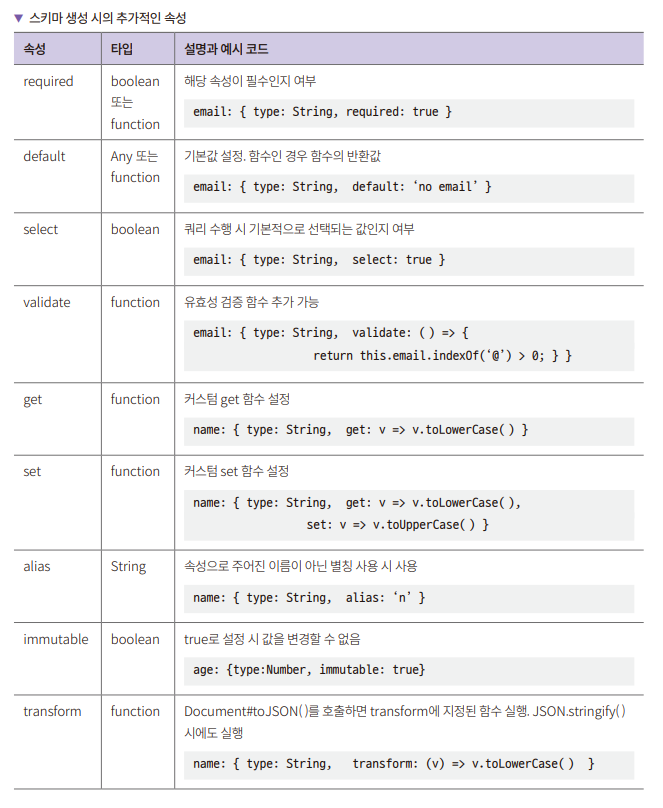 ▼ 스키마 생성 시의 추가적인 속성
속성 타입 설명과 예시 코드
required boolean 또는 function 해당 속성이 필수인지 여부
email: { type: String, required: true }
default Any 또는 function 기본값 설정. 함수인 경우 함수의 반환값
email: { type: String,  default: ‘no email’ }
select boolean 쿼리 수행 시 기본적으로 선택되는 값인지 여부
email: { type: String,  select: true }
validate function 유효성 검증 함수 추가 가능
email: { type: String,  validate: () => {
return this.email.indexOf(‘@’) > 0; } }
get function 커스텀 get 함수 설정
name: { type: String,  get: v => v.toLowerCase() }
set function 커스텀 set 함수 설정
name: { type: String,  get: v => v.toLowerCase(),
set: v => v.toUpperCase() }
alias String 속성으로 주어진 이름이 아닌 별칭 사용 시 사용
name: { type: String,  alias: ‘n’ }
immutable boolean true로 설정 시 값을 변경할 수 없음
age: {type:Number, immutable: true}
transform function Document#toJSON()를 호출하면 transform에 지정된 함수 실행. JSON.stringify()
시에도 실행
name: { type: String,   transform: (v) => v.toLowerCase()  }